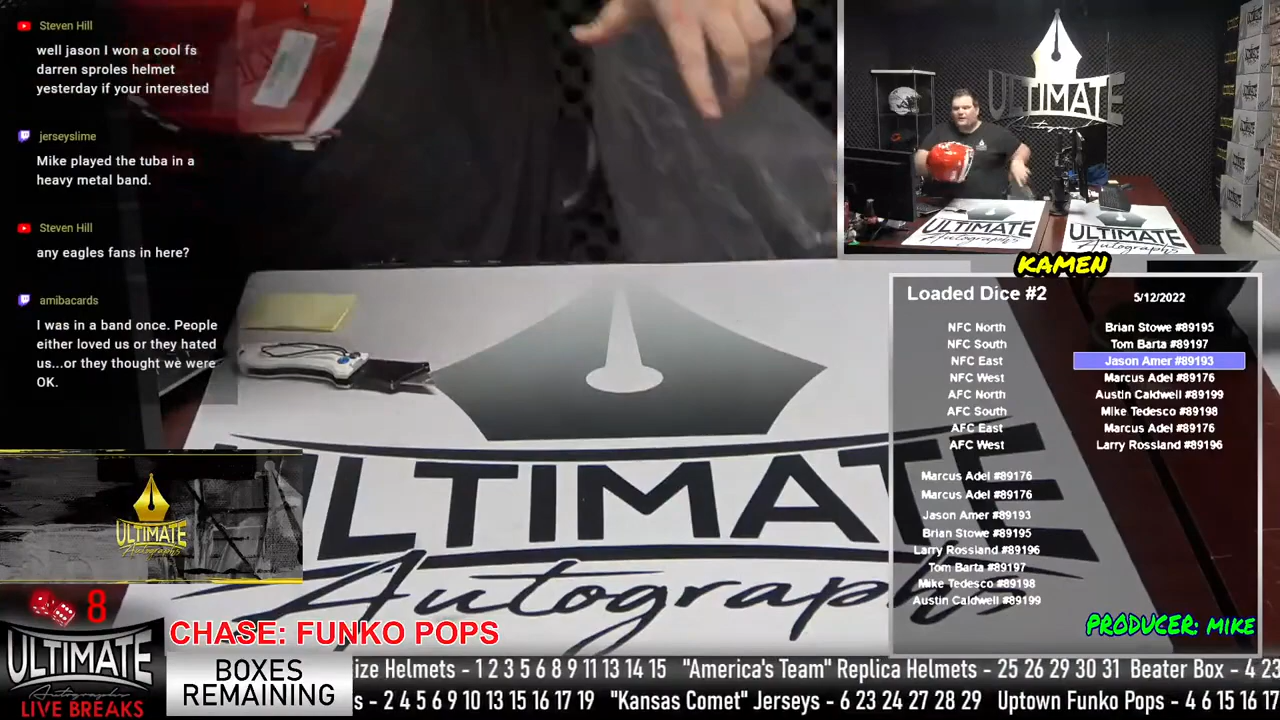 Steven Hill
well jason I won a cool fs
darren sproles helmet
yesterday if your interested
jerseyslime
Mike played the tuba in a
heavy metal band.
Steven Hill
any eagles fans in here?
amibacards
I was in a band once. People
either loved us or they hated
us...or they thought we were
OK.
ULTIMATE
ULTIMATE
Autographs
ULTIMATE
Autographs
KAMEN
Loaded Dice #2
5/12/2022
NFC North Brian Stowe #89195
NFC South Tom Barta #89197
NFC East Jason Amer #89193
NFC West Marcus Adel #89176
AFC North Austin Caldwell #89199
AFC South Mike Tedesco #89198
AFC East Marcus Adel #89176
AFC West Larry Rossland #89196
Marcus Adel #89176
Marcus Adel #89176
Jason Amer #89193
Brian Stowe #89195
Larry Rossland #89196
Tom Barta #89197
Mike Tedesco #89198
Austin Caldwell #89199
PRODUCER: MIKE
ULTIMATE
Autographs
ULTIMATE
Autographs
8
ULTIMATE
Autographs
LIVE BREAKS
CHASE: FUNKO POPS
BOXES
REMAINING
ize Helmets - 1 2 3 5 6 8 9 11 13 14 15 "America's Team" Replica Helmets - 25 26 29 30 31 Beater Box - 4 23
s - 2 4 5 6 9 10 13 15 16 17 19 "Kansas Comet" Jerseys - 6 23 24 27 28 29 Uptown Funko Pops - 4 6 15 16 17